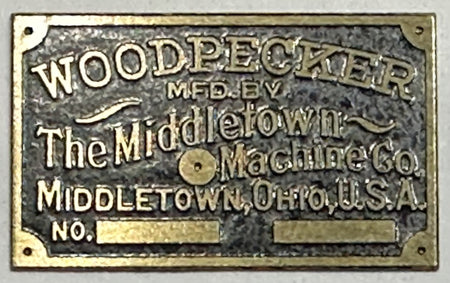 WOODPECKER
MFD. BY
The Middletown
Machine Co.
MIDDLETOWN, OHIO, U.S.A.
NO.